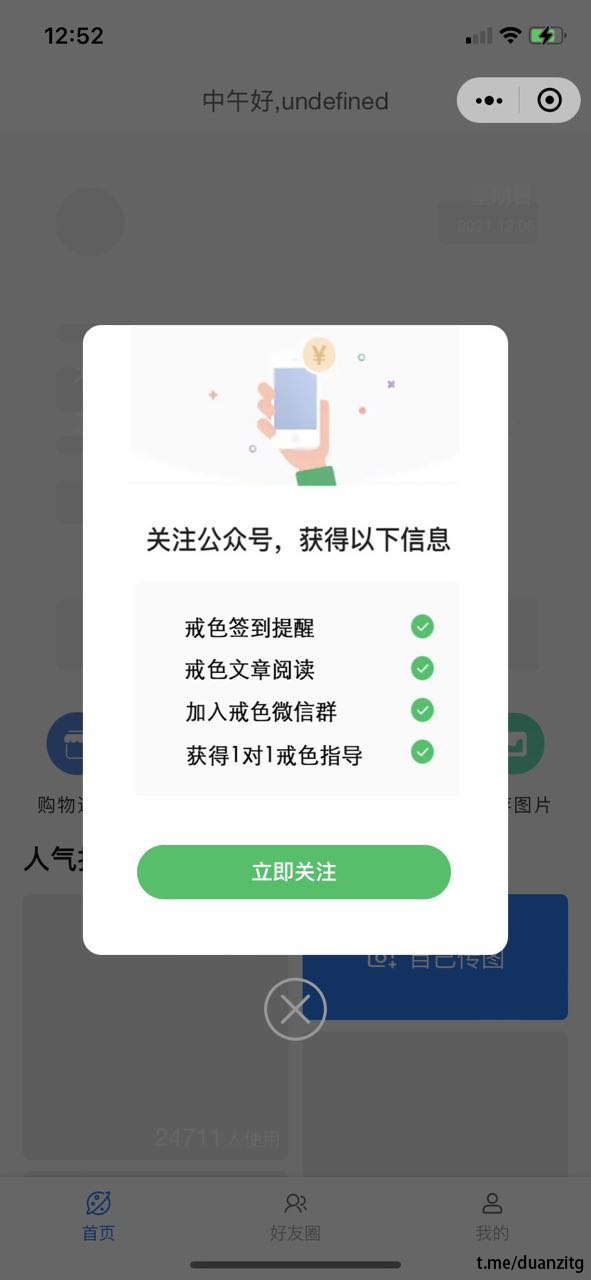 12:52
中午好,undefined
星期日
2021.12.05
¥
关注公众号，获得以下信息
戒色签到提醒
戒色文章阅读
加入戒色微信群
获得1对1戒色指导
购物
图片
立即关注
人气
自己传图
24711人使用
首页
好友圈
我的
t.me/duanzitg